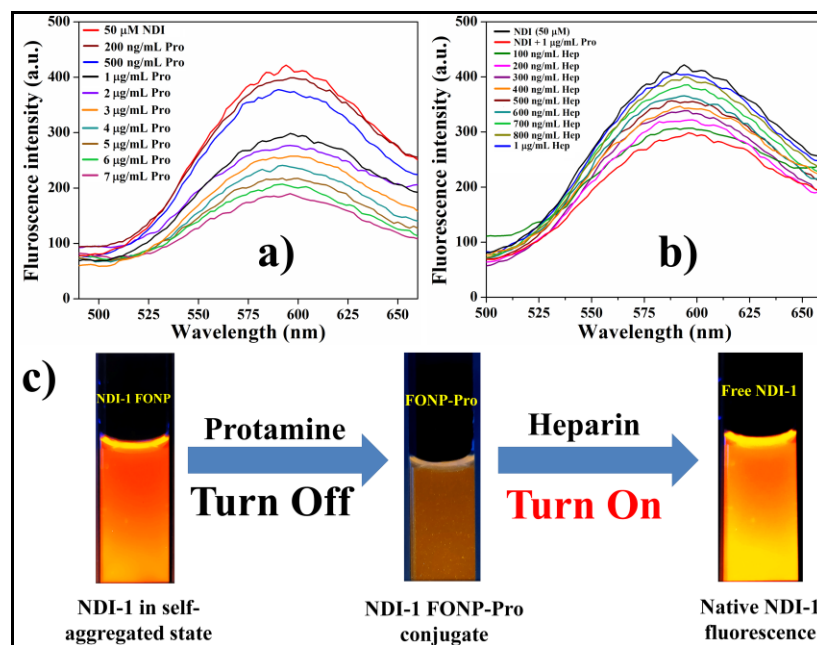 a)
50 μM NDI
200 ng/mL Pro
500 ng/mL Pro
1 μg/mL Pro
2 μg/mL Pro
3 μg/mL Pro
4 μg/mL Pro
5 μg/mL Pro
6 μg/mL Pro
7 μg/mL Pro
Fluroscence intensity (a.u.)
500
400
300
200
100
0
500 525 550 575 600 625 650
Wavelength (nm)
b)
NDI (50 μM)
NDI + 1 μg/mL Pro
100 ng/mL Hep
200 ng/mL Hep
300 ng/mL Hep
400 ng/mL Hep
500 ng/mL Hep
600 ng/mL Hep
700 ng/mL Hep
800 ng/mL Hep
1 μg/mL Hep
Fluorescence intensity (a.u.)
500
400
300
200
100
0
500 525 550 575 600 625 650
Wavelength (nm)
c)
NDI-1 FONP
Protamine
Turn Off
FONP-Pro
Heparin
Turn On
Free NDI-1
NDI-1 in self-
aggregated state
NDI-1 FONP-Pro
conjugate
Native NDI-1
fluorescence